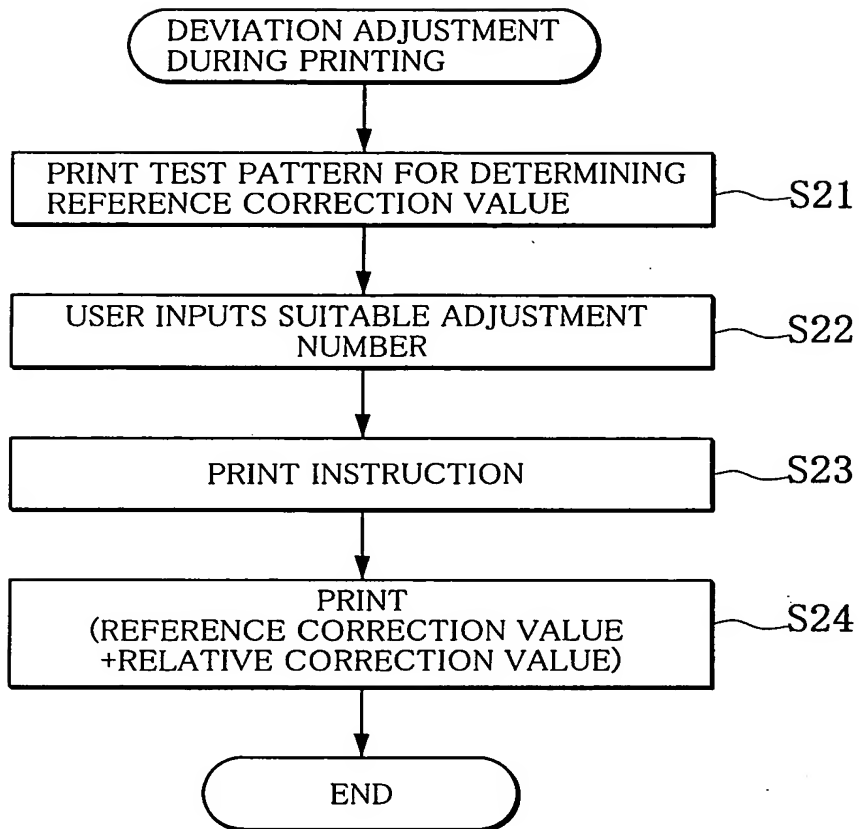 DEVIATION ADJUSTMENT
DURING PRINTING
PRINT TEST PATTERN FOR DETERMINING
REFERENCE CORRECTION VALUE
S21
USER INPUTS SUITABLE ADJUSTMENT
NUMBER
S22
PRINT INSTRUCTION
S23
PRINT
(REFERENCE CORRECTION VALUE
+RELATIVE CORRECTION VALUE)
S24
END